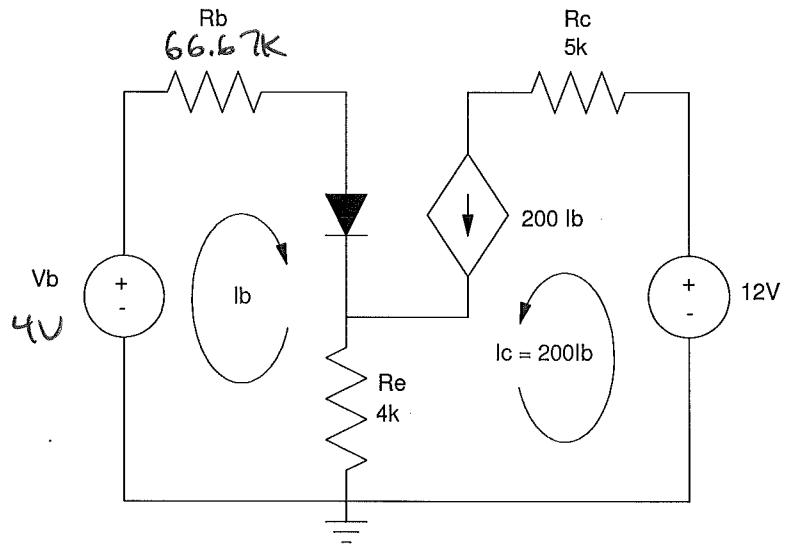 Rb
66.67K
Rc
5k
200 Ib
Vb
4V
+
-
Ib
+
-
12V
Ic = 200Ib
Re
4k